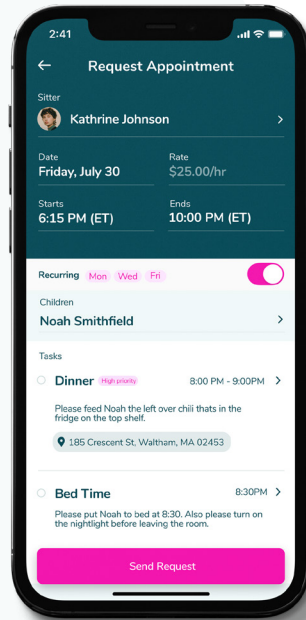 2:41
Request Appointment
Sitter
Kathrine Johnson
Date Rate
Friday, July 30 $25.00/hr
Starts Ends
6:15 PM (ET) 10:00 PM (ET)
Recurring Mon Wed Fri
Children
Noah Smithfield
Tasks
Dinner High priority 8:00 PM - 9:00PM
Please feed Noah the left over chili thats in the
fridge on the top shelf.
185 Crescent St, Waltham, MA 02453
Bed Time 8:30PM
Please put Noah to bed at 8:30. Also please turn on
the nightlight before leaving the room.
Send Request